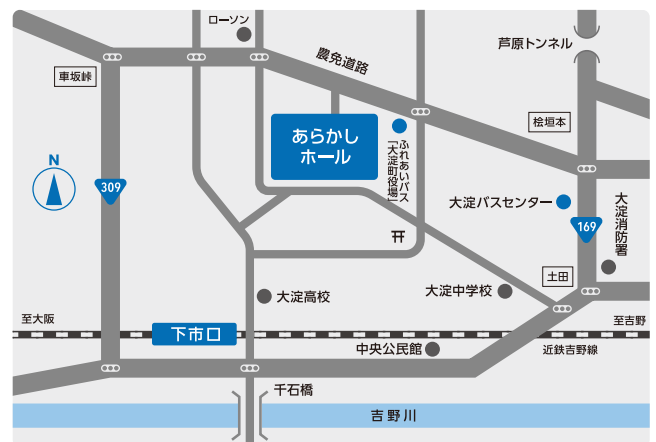 ローソン
農免道路
芦原トンネル
車坂峠
あらかし
ホール
ふれあいバス
「大淀町役場」
桧垣本
N
309
大淀バスセンター
169
大淀消防署
土田
大淀高校
大淀中学校
至大阪
下市口
中央公民館
至吉野
近鉄吉野線
千石橋
吉野川